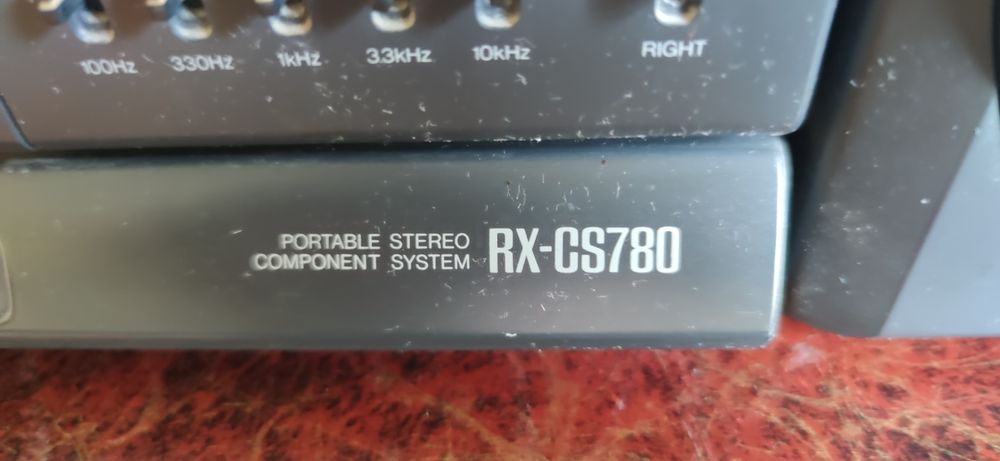 100Hz 330Hz 1kHz 3.3kHz 10kHz RIGHT
PORTABLE STEREO
COMPONENT SYSTEM RX-CS780